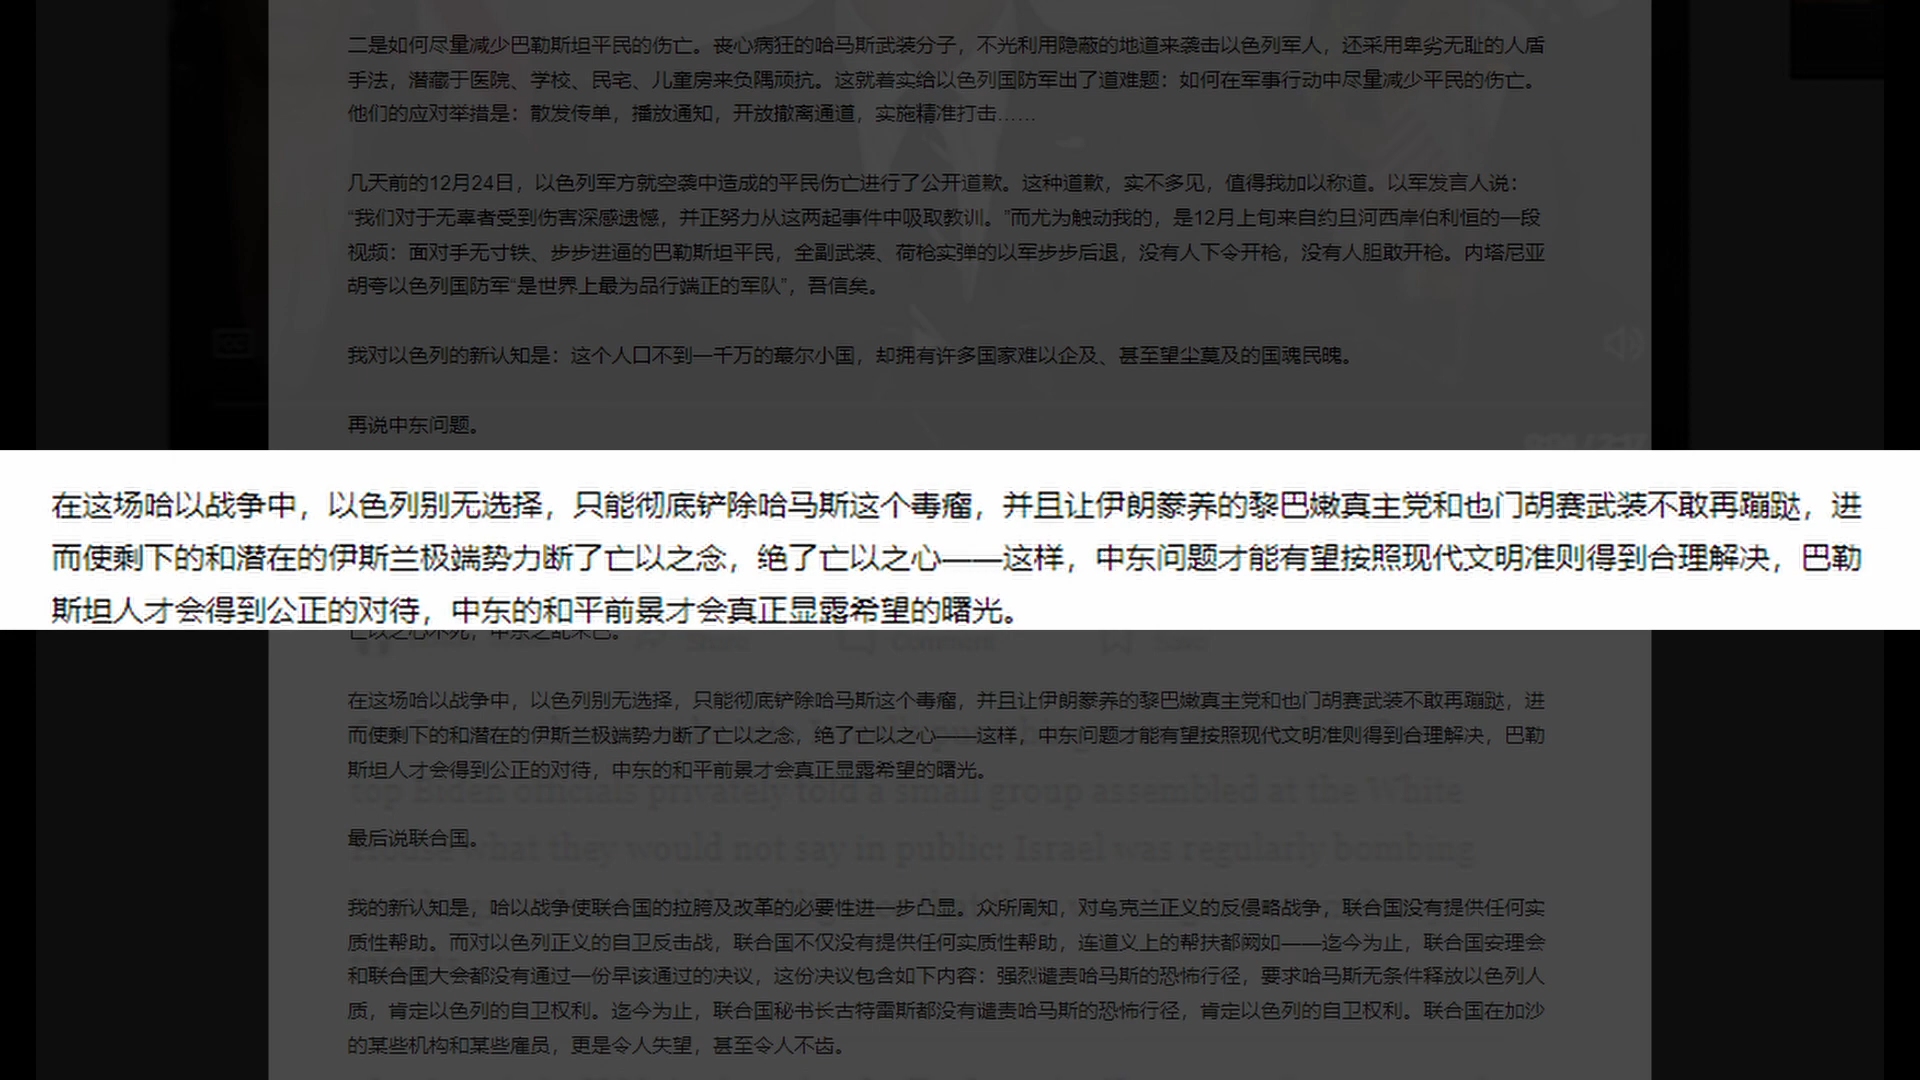 二是如何尽量减少巴勒斯坦平民的伤亡。丧心病狂的哈马斯武装分子，不光利用隐蔽的地道来袭击以色列军人，还采用卑劣无耻的人盾
手法，潜藏于医院、学校、民宅、儿童房来负隅顽抗。这就着实给以色列国防军出了道难题：如何在军事行动中尽量减少平民的伤亡。
他们的应对举措是：散发传单，播放通知，开放撤离通道，实施精准打击……
几天前的12月24日，以色列军方就空袭中造成的平民伤亡进行了公开道歉。这种道歉，实不多见，值得我加以称道。以军发言人说：
“我们对于无辜者受到伤害深感遗憾，并正努力从这两起事件中吸取教训。”而尤为触动我的，是12月上旬来自约旦河西岸伯利恒的一段
视频：面对手无寸铁、步步进逼的巴勒斯坦平民，全副武装、荷枪实弹的以军步步后退，没有人下令开枪，没有人胆敢开枪。内塔尼亚
胡夸以色列国防军“是世界上最为品行端正的军队”，吾信矣。
我对以色列的新认知是：这个人口不到一千万的蕞尔小国，却拥有许多国家难以企及、甚至望尘莫及的国魂民魄。
再说中东问题。
在这场哈以战争中，以色列别无选择，只能彻底铲除哈马斯这个毒瘤，并且让伊朗豢养的黎巴嫩真主党和也门胡赛武装不敢再蹦跶，进
而使剩下的和潜在的伊斯兰极端势力断了亡以之念，绝了亡以之心——这样，中东问题才能有望按照现代文明准则得到合理解决，巴勒
斯坦人才会得到公正的对待，中东的和平前景才会真正显露希望的曙光。
亡以之心不死，中东之乱未已。
Share Comment Save
在这场哈以战争中，以色列别无选择，只能彻底铲除哈马斯这个毒瘤，并且让伊朗豢养的黎巴嫩真主党和也门胡赛武装不敢再蹦跶，进
而使剩下的和潜在的伊斯兰极端势力断了亡以之念，绝了亡以之心——这样，中东问题才能有望按照现代文明准则得到合理解决，巴勒
斯坦人才会得到公正的对待，中东的和平前景才会真正显露希望的曙光。
top Biden officials privately told a small group assembled at the White
最后说联合国。
House what they would not say in public: Israel was regularly bombing
我的新认知是，哈以战争使联合国的拉胯及改革的必要性进一步凸显。众所周知，对乌克兰正义的反侵略战争，联合国没有提供任何实
质性帮助。而对以色列正义的自卫反击战，联合国不仅没有提供任何实质性帮助，连道义上的帮扶都阙如——迄今为止，联合国安理会
和联合国大会都没有通过一份早该通过的决议，这份决议包含如下内容：强烈谴责哈马斯的恐怖行径，要求哈马斯无条件释放以色列人
质，肯定以色列的自卫权利。迄今为止，联合国秘书长古特雷斯都没有谴责哈马斯的恐怖行径，肯定以色列的自卫权利。联合国在加沙
的某些机构和某些雇员，更是令人失望，甚至令人不齿。